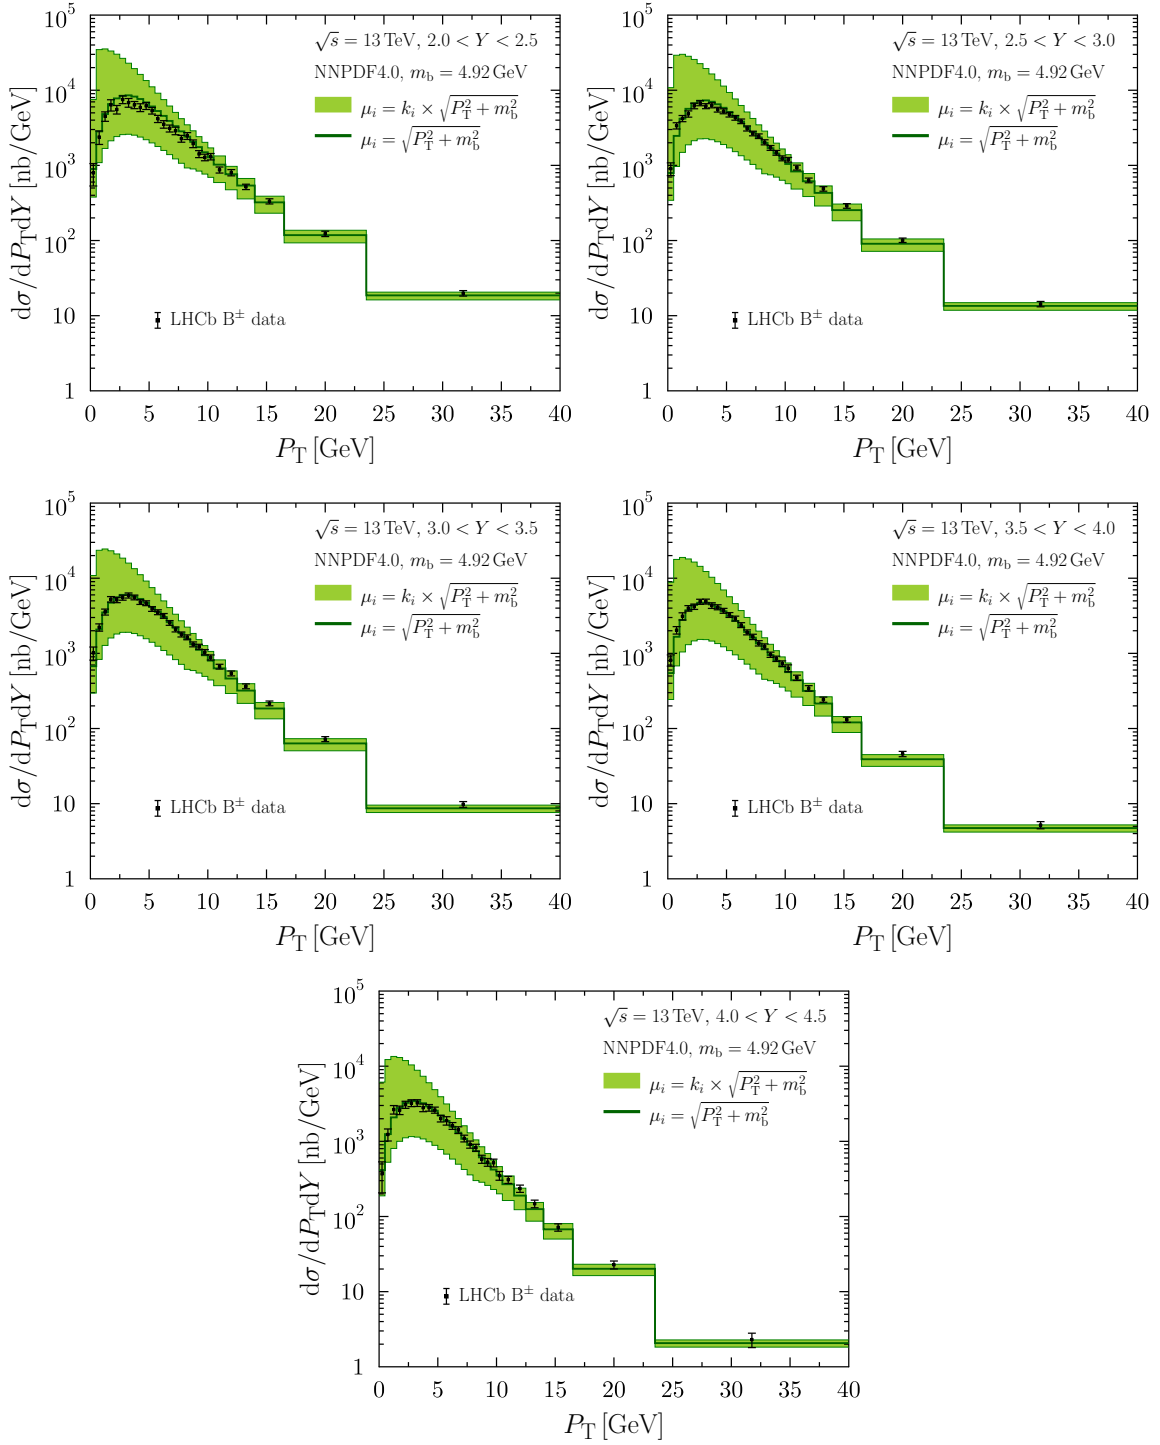 10^5
10^4
10^3
10^2
10
1
dσ/dP_T dY [nb/GeV]
√s = 13 TeV, 2.0 < Y < 2.5
NNPDF4.0, m_b = 4.92 GeV
μ_i = k_i × √(P_T^2 + m_b^2)
μ_i = √(P_T^2 + m_b^2)
LHCb B^± data
0 5 10 15 20 25 30 35 40
P_T [GeV]
10^5
10^4
10^3
10^2
10
1
dσ/dP_T dY [nb/GeV]
√s = 13 TeV, 2.5 < Y < 3.0
NNPDF4.0, m_b = 4.92 GeV
μ_i = k_i × √(P_T^2 + m_b^2)
μ_i = √(P_T^2 + m_b^2)
LHCb B^± data
0 5 10 15 20 25 30 35 40
P_T [GeV]
10^5
10^4
10^3
10^2
10
1
dσ/dP_T dY [nb/GeV]
√s = 13 TeV, 3.0 < Y < 3.5
NNPDF4.0, m_b = 4.92 GeV
μ_i = k_i × √(P_T^2 + m_b^2)
μ_i = √(P_T^2 + m_b^2)
LHCb B^± data
0 5 10 15 20 25 30 35 40
P_T [GeV]
10^5
10^4
10^3
10^2
10
1
dσ/dP_T dY [nb/GeV]
√s = 13 TeV, 3.5 < Y < 4.0
NNPDF4.0, m_b = 4.92 GeV
μ_i = k_i × √(P_T^2 + m_b^2)
μ_i = √(P_T^2 + m_b^2)
LHCb B^± data
0 5 10 15 20 25 30 35 40
P_T [GeV]
10^5
10^4
10^3
10^2
10
1
dσ/dP_T dY [nb/GeV]
√s = 13 TeV, 4.0 < Y < 4.5
NNPDF4.0, m_b = 4.92 GeV
μ_i = k_i × √(P_T^2 + m_b^2)
μ_i = √(P_T^2 + m_b^2)
LHCb B^± data
0 5 10 15 20 25 30 35 40
P_T [GeV]